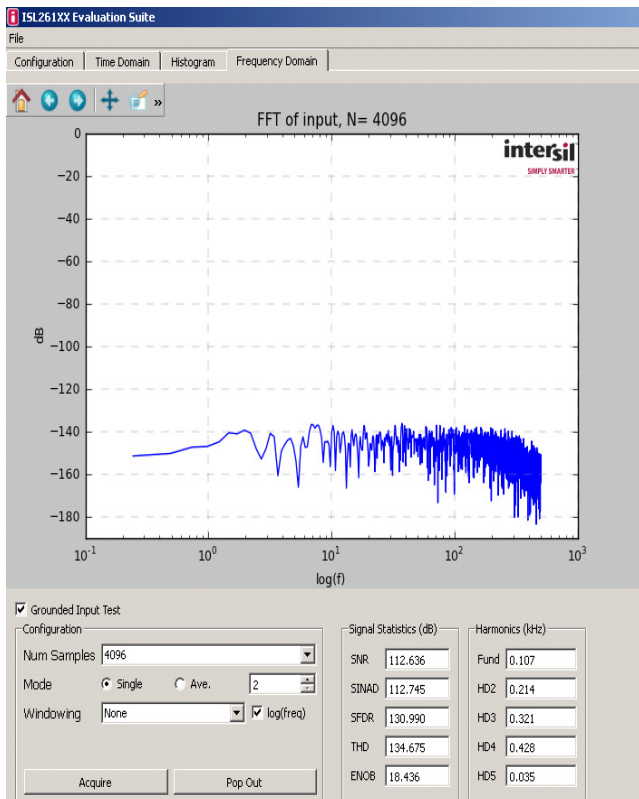 ISL261XX Evaluation Suite
File
Configuration Time Domain Histogram Frequency Domain
»
FFT of input, N= 4096
intersil
SIMPLY SMARTER™
0
−20
−40
−60
−80
−100
−120
−140
−160
−180
dB
10^-1 10^0 10^1 10^2 10^3
log(f)
Grounded Input Test
Configuration
Num Samples 4096
Mode Single Ave. 2
Windowing None log(freq)
Acquire Pop Out
Signal Statistics (dB)
SNR 112.636
SINAD 112.745
SFDR 130.990
THD 134.675
ENOB 18.436
Harmonics (kHz)
Fund 0.107
HD2 0.214
HD3 0.321
HD4 0.428
HD5 0.035